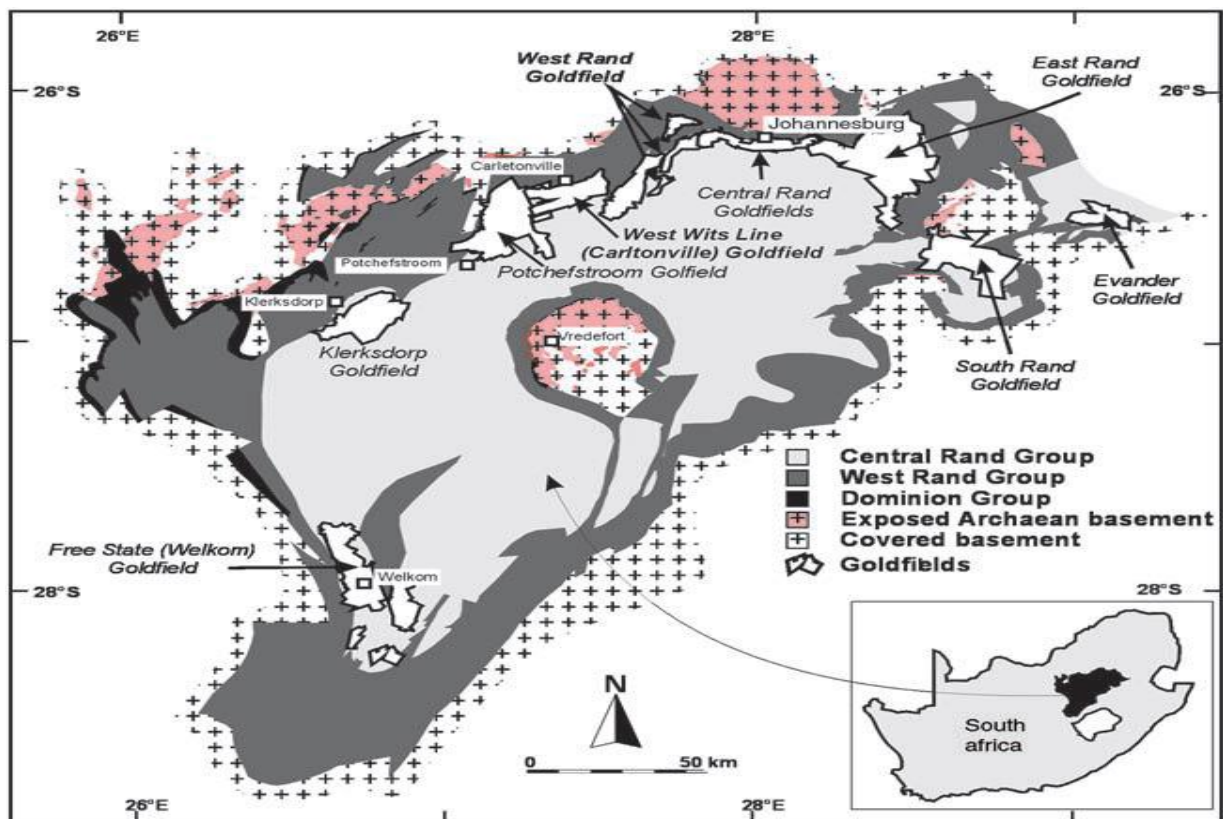 26°E
28°E
26°S
26°S
West Rand
Goldfield
East Rand
Goldfield
Johannesburg
Carletonville
Central Rand
Goldfields
West Wits Line
(Carltonville) Goldfield
Potchefstroom
Potchefstroom Golfield
Evander
Goldfield
Klerksdorp
Vredefort
Klerksdorp
Goldfield
South Rand
Goldfield
Central Rand Group
West Rand Group
Dominion Group
Exposed Archaean basement
Covered basement
Goldfields
Free State (Welkom)
Goldfield
Welkom
28°S
28°S
N
0 50 km
South
africa
26°E
28°E